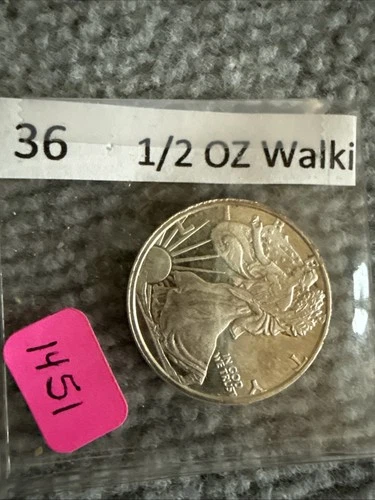 36 1/2 OZ Walki
1451
IN GOD
WE TRUST
L I
T Y